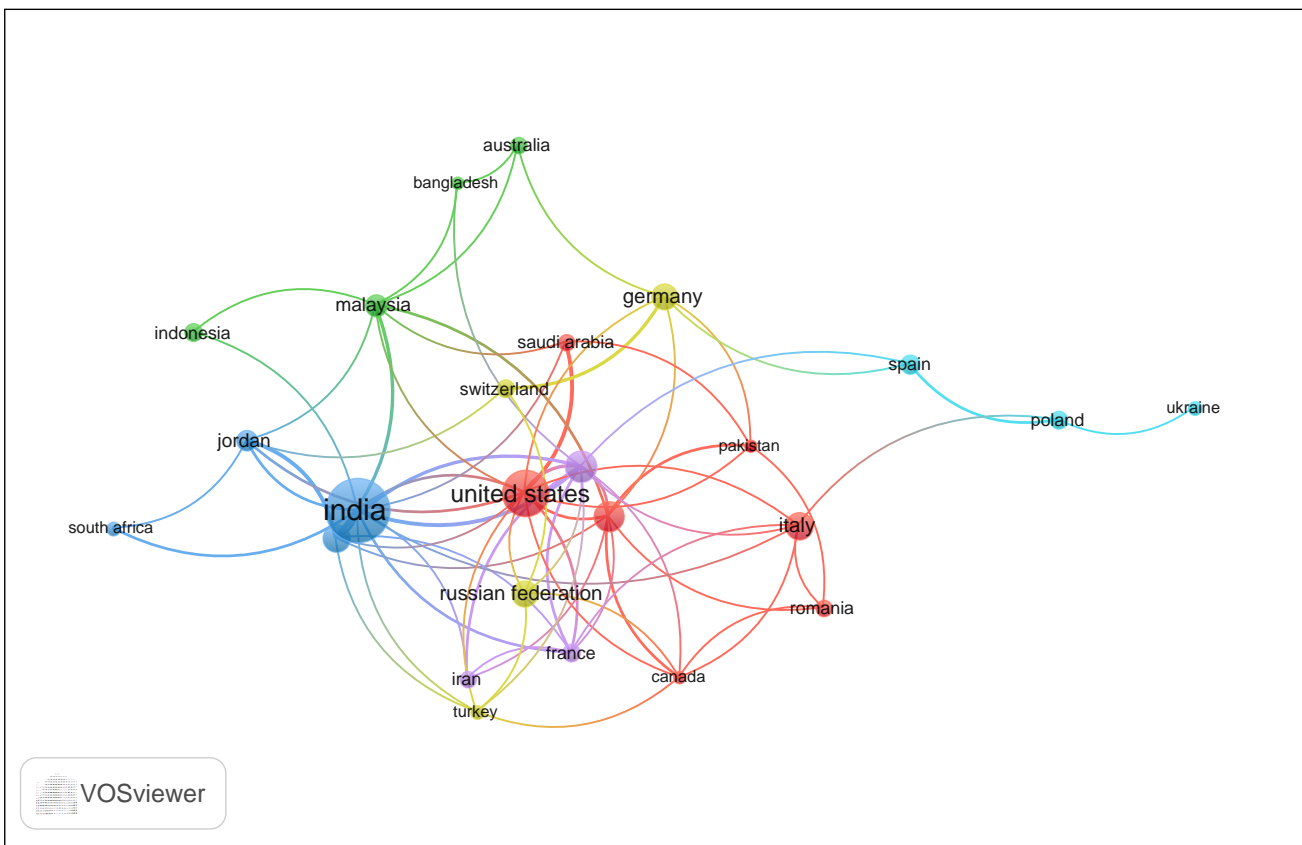 australia
bangladesh
germany
malaysia
indonesia
saudi arabia
spain
switzerland
ukraine
poland
jordan
pakistan
united states
india
south africa
italy
russian federation
romania
france
iran
canada
turkey
VOSviewer